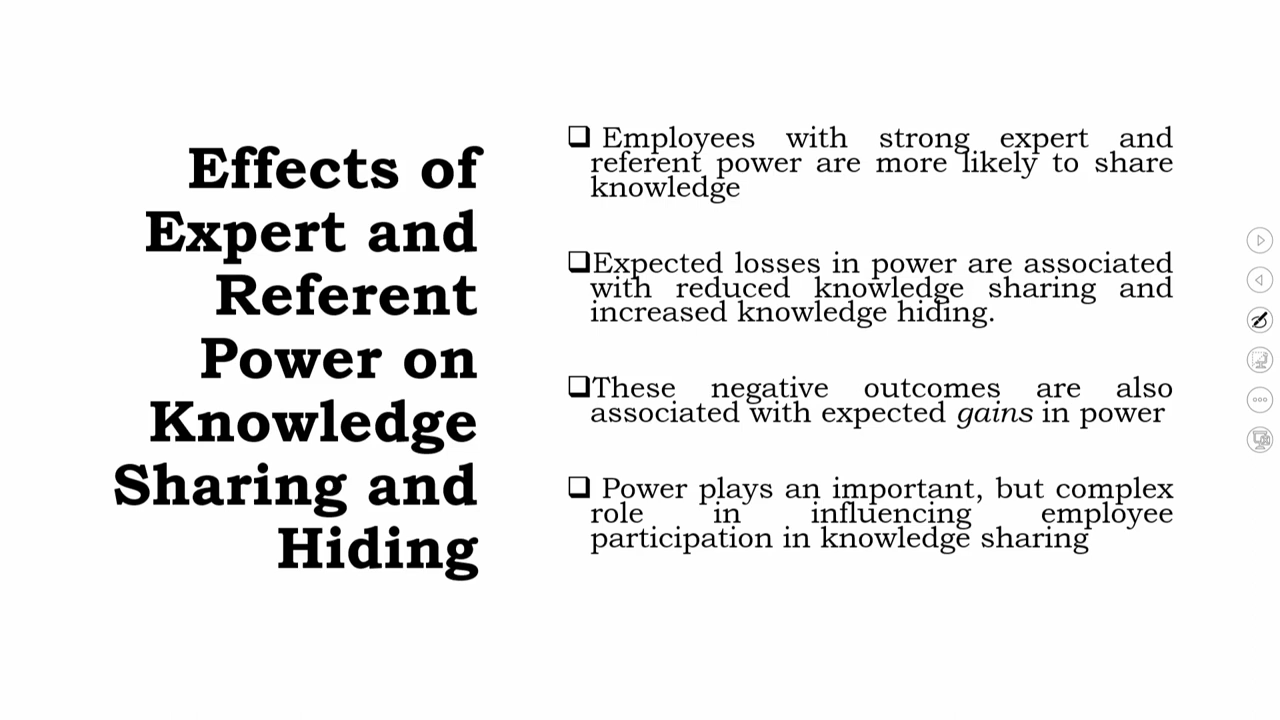 Effects of
Expert and
Referent
Power on
Knowledge
Sharing and
Hiding
❑ Employees with strong expert and
referent power are more likely to share
knowledge
❑Expected losses in power are associated
with reduced knowledge sharing and
increased knowledge hiding.
❑These negative outcomes are also
associated with expected gains in power
❑ Power plays an important, but complex
role in influencing employee
participation in knowledge sharing